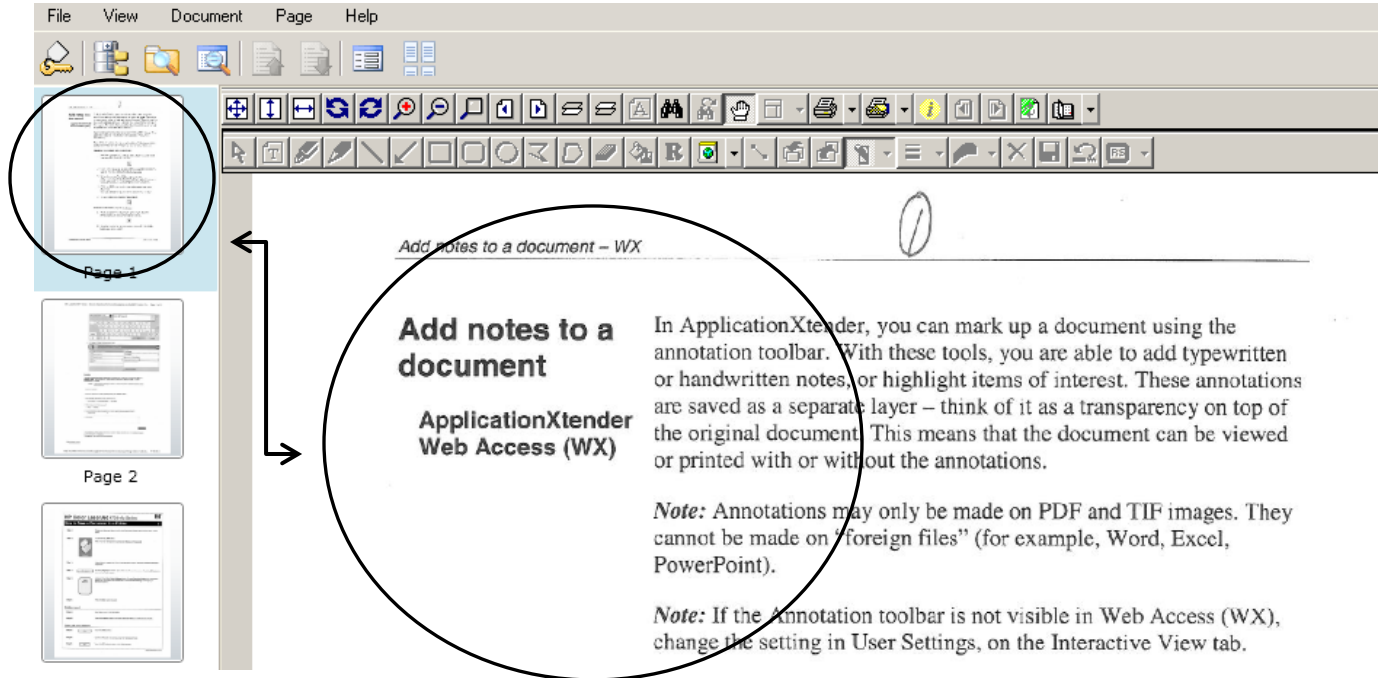 File View Document Page Help
Page 1
Page 2
Add notes to a document – WX
1
Add notes to a
document
ApplicationXtender
Web Access (WX)
In ApplicationXtender, you can mark up a document using the
annotation toolbar. With these tools, you are able to add typewritten
or handwritten notes, or highlight items of interest. These annotations
are saved as a separate layer – think of it as a transparency on top of
the original document. This means that the document can be viewed
or printed with or without the annotations.
Note: Annotations may only be made on PDF and TIF images. They
cannot be made on "foreign files" (for example, Word, Excel,
PowerPoint).
Note: If the Annotation toolbar is not visible in Web Access (WX),
change the setting in User Settings, on the Interactive View tab.